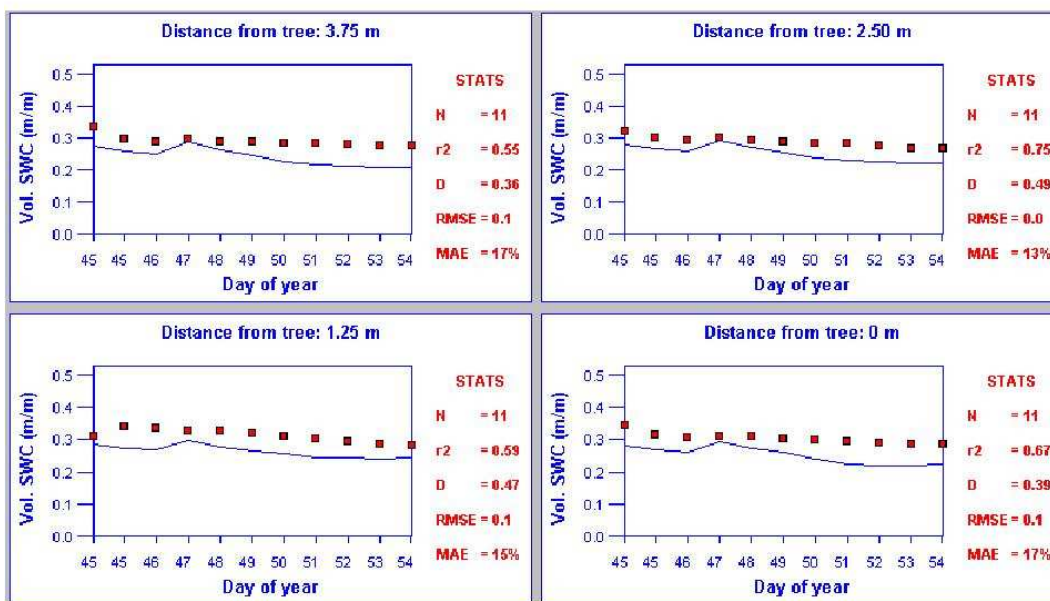 Distance from tree: 3.75 m
Vol. SWC (m/m)
0.5
0.4
0.3
0.2
0.1
0.0
45 45 46 47 48 49 50 51 52 53 54
Day of year
STATS
N = 11
r2 = 0.55
D = 0.36
RMSE = 0.1
MAE = 17%
Distance from tree: 2.50 m
Vol. SWC (m/m)
0.5
0.4
0.3
0.2
0.1
0.0
45 45 46 47 48 49 50 51 52 53 54
Day of year
STATS
N = 11
r2 = 0.75
D = 0.49
RMSE = 0.0
MAE = 13%
Distance from tree: 1.25 m
Vol. SWC (m/m)
0.5
0.4
0.3
0.2
0.1
0.0
45 45 46 47 48 49 50 51 52 53 54
Day of year
STATS
N = 11
r2 = 0.59
D = 0.47
RMSE = 0.1
MAE = 15%
Distance from tree: 0 m
Vol. SWC (m/m)
0.5
0.4
0.3
0.2
0.1
0.0
45 45 46 47 48 49 50 51 52 53 54
Day of year
STATS
N = 11
r2 = 0.67
D = 0.39
RMSE = 0.1
MAE = 17%